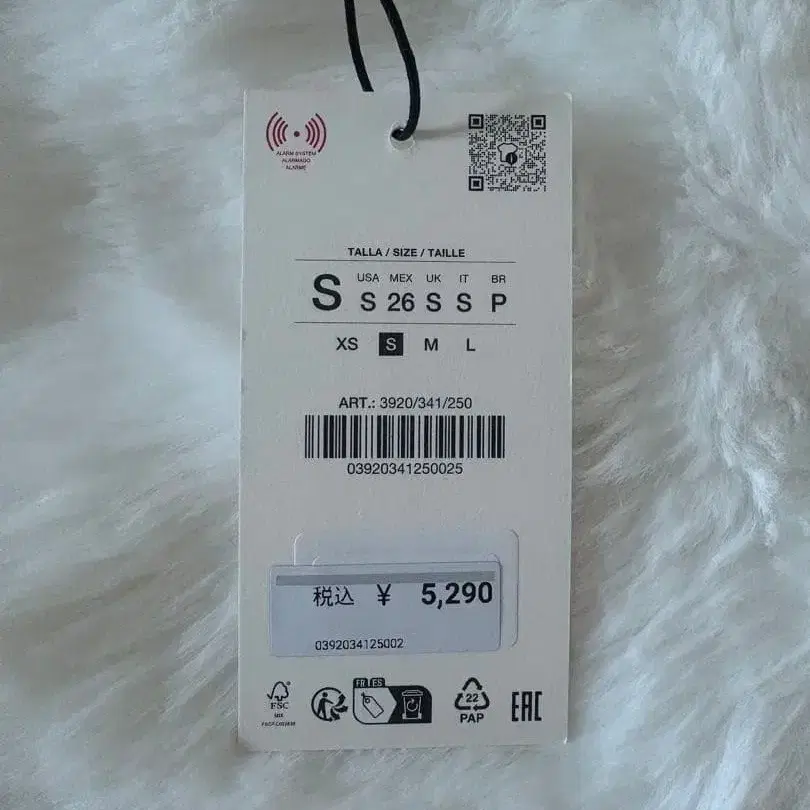 ALARM SYSTEM
ALARMADO
ALARME
TALLA / SIZE / TAILLE
S
USA MEX UK IT BR
S 26 S S P
XS S M L
ART.: 3920/341/250
03920341250025
税込 ¥ 5,290
0392034125002
FR ES
FSC
MIX
22
PAP
EAC